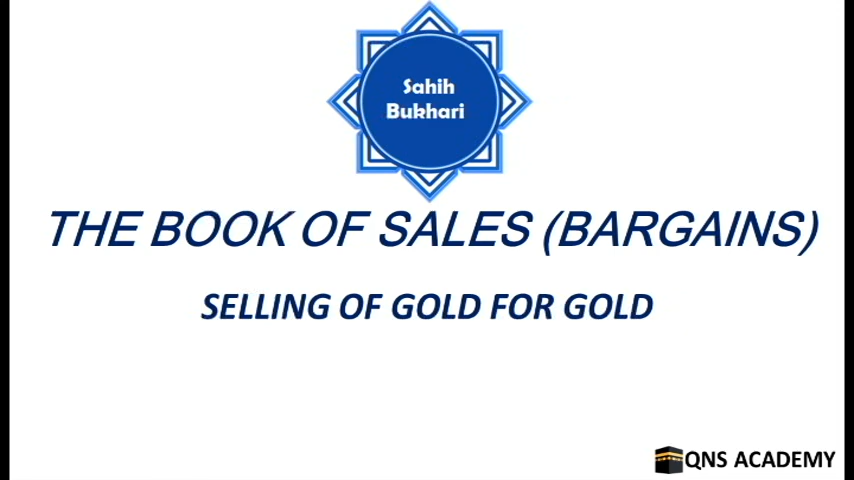 Sahih
Bukhari
THE BOOK OF SALES (BARGAINS)
SELLING OF GOLD FOR GOLD
QNS ACADEMY